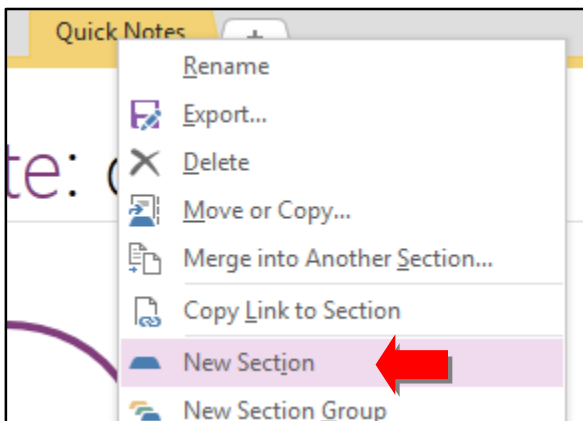 Quick Notes +
te:
Rename
Export...
Delete
Move or Copy...
Merge into Another Section...
Copy Link to Section
New Section
New Section Group